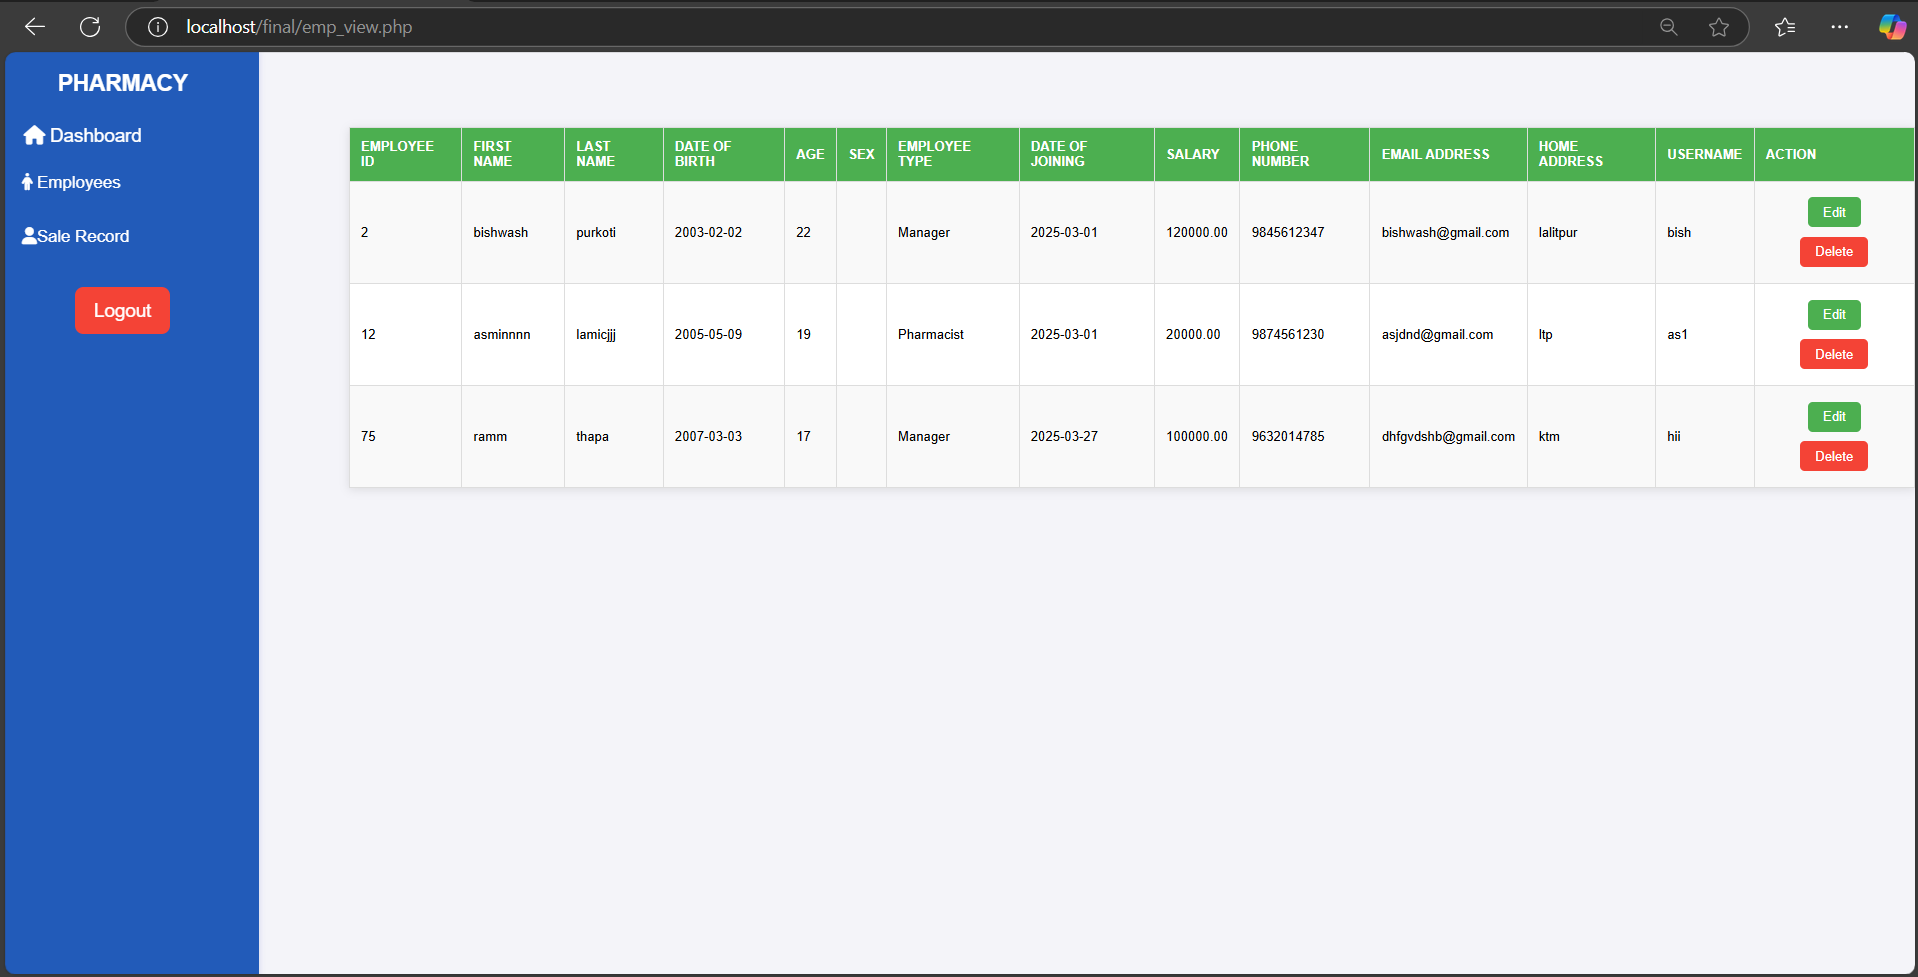 localhost/final/emp_view.php
PHARMACY
Dashboard
Employees
Sale Record
Logout
EMPLOYEE ID FIRST NAME LAST NAME DATE OF BIRTH AGE SEX EMPLOYEE TYPE DATE OF JOINING SALARY PHONE NUMBER EMAIL ADDRESS HOME ADDRESS USERNAME ACTION
2 bishwash purkoti 2003-02-02 22 Manager 2025-03-01 120000.00 9845612347 bishwash@gmail.com lalitpur bish Edit
Delete
12 asminnnn lamicjjj 2005-05-09 19 Pharmacist 2025-03-01 20000.00 9874561230 asjdnd@gmail.com ltp as1 Edit
Delete
75 ramm thapa 2007-03-03 17 Manager 2025-03-27 100000.00 9632014785 dhfgvdshb@gmail.com ktm hii Edit
Delete